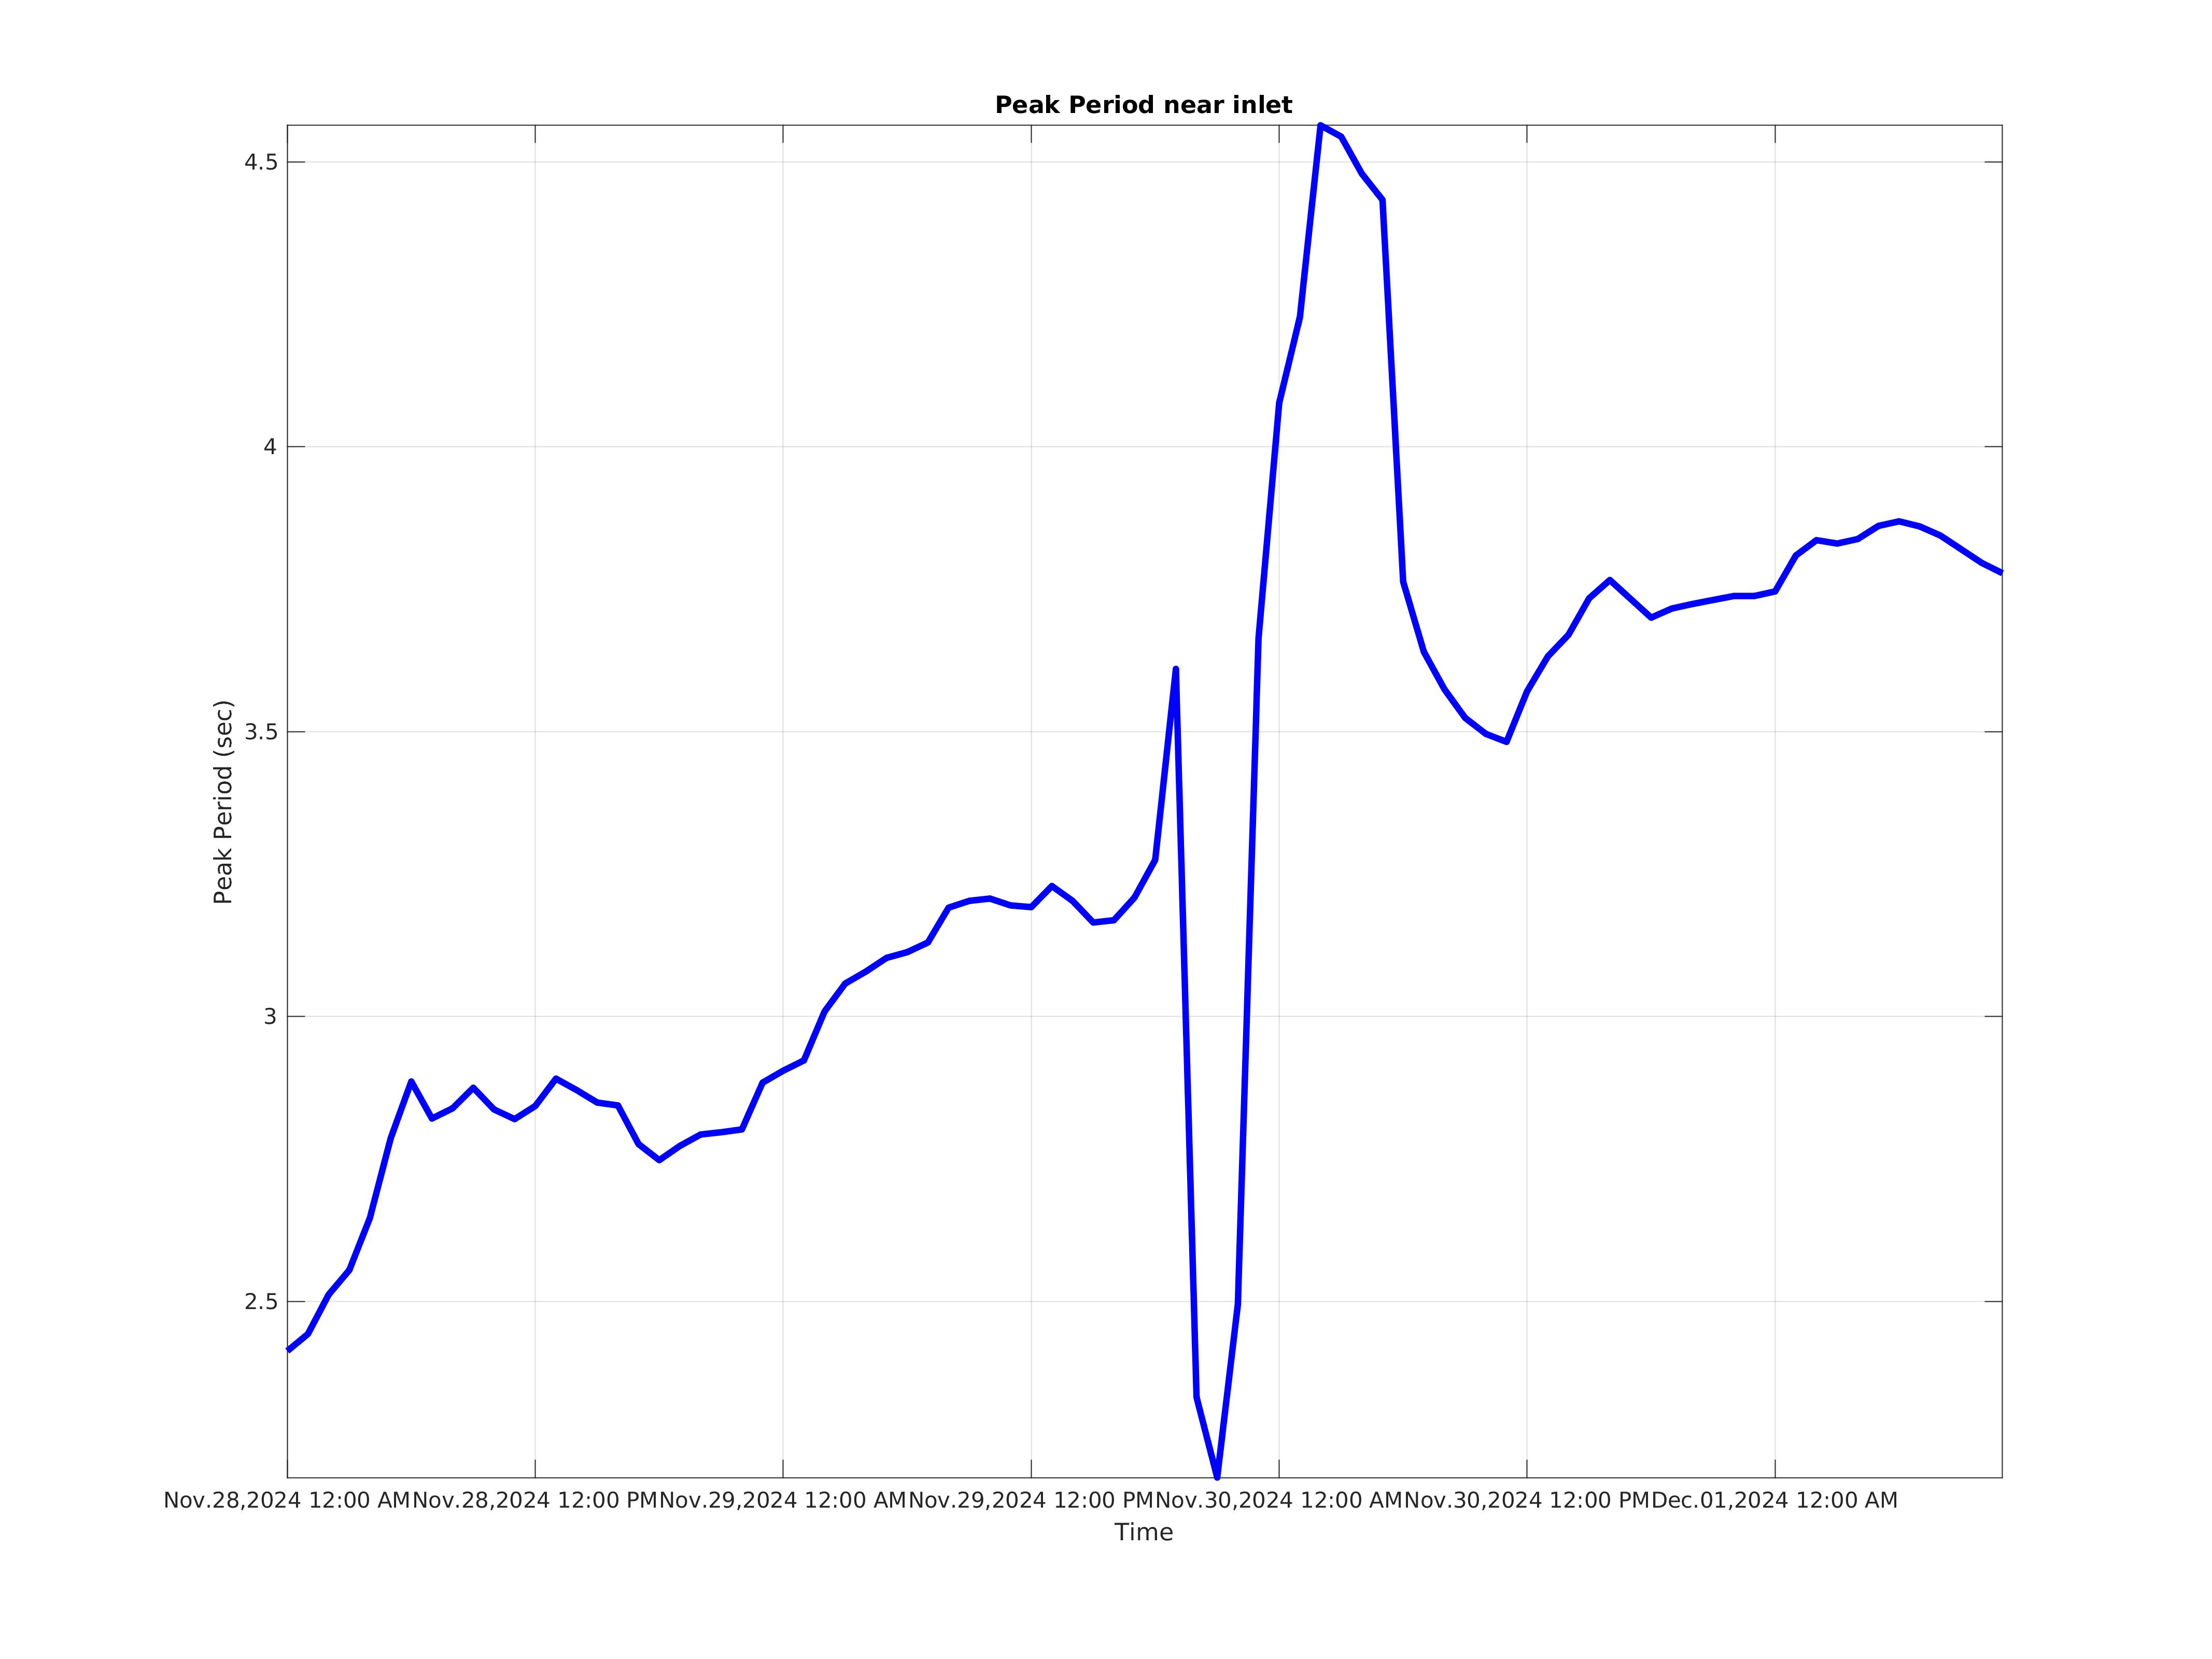 Peak Period near inlet
4.5
4
3.5
3
2.5
Peak Period (sec)
Nov.28,2024 12:00 AM Nov.28,2024 12:00 PM Nov.29,2024 12:00 AM Nov.29,2024 12:00 PM Nov.30,2024 12:00 AM Nov.30,2024 12:00 PM Dec.01,2024 12:00 AM
Time